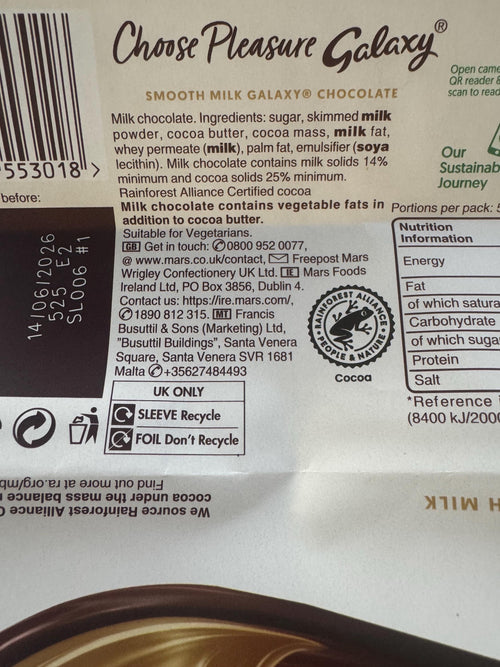 Choose Pleasure Galaxy®
SMOOTH MILK GALAXY® CHOCOLATE
Milk chocolate. Ingredients: sugar, skimmed milk
powder, cocoa butter, cocoa mass, milk fat,
whey permeate (milk), palm fat, emulsifier (soya
lecithin). Milk chocolate contains milk solids 14%
minimum and cocoa solids 25% minimum.
Rainforest Alliance Certified cocoa
Milk chocolate contains vegetable fats in
addition to cocoa butter.
Suitable for Vegetarians.
GB Get in touch: 0800 952 0077,
@ www.mars.co.uk/contact, Freepost Mars
Wrigley Confectionery UK Ltd. IE Mars Foods
Ireland Ltd, PO Box 3856, Dublin 4.
Contact us: https://ire.mars.com/,
1890 812 315. MT Francis
Busuttil & Sons (Marketing) Ltd,
"Busuttil Buildings", Santa Venera
Square, Santa Venera SVR 1681
Malta +35627484493
UK ONLY
SLEEVE Recycle
FOIL Don't Recycle
553018 >
before:
14/06/2026
525 E2
SL006 #1
Open
QR reader
scan to read
Our
Journey
Portions per pack:
Nutrition
Information
Energy
Fat
of which
Carbohydrate
of which
Protein
Salt
*Reference
(8400 kJ/
RAINFOREST ALLIANCE
PEOPLE & NATURE
Cocoa
We source Rainforest Alliance
cocoa under the mass balance
Find out more at ra.org/
MILK